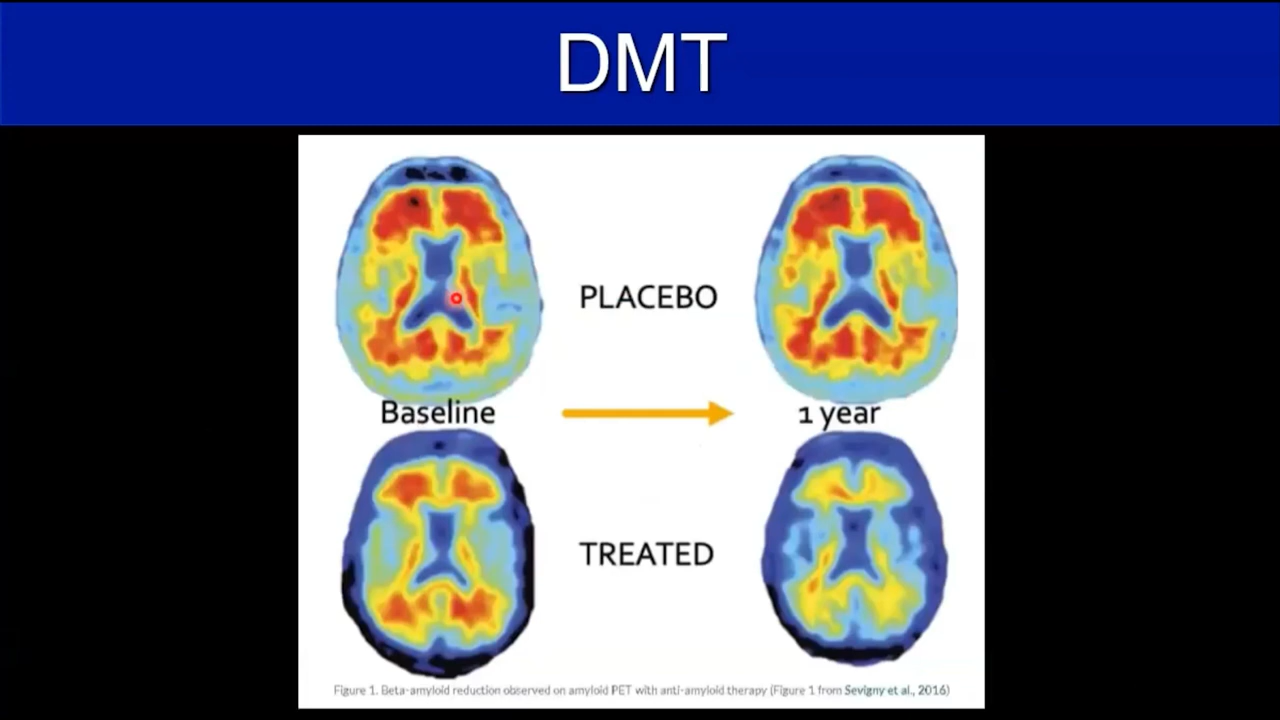 DMT
PLACEBO
Baseline
1 year
TREATED
Figure 1. Beta-amyloid reduction observed on amyloid PET with anti-amyloid therapy (Figure 1 from Sevigny et al., 2016)